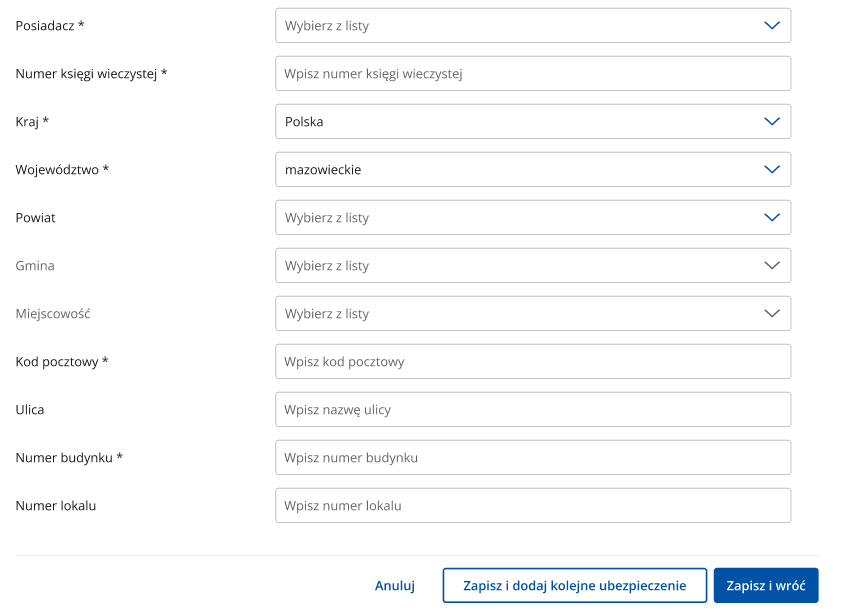 Posiadacz * Wybierz z listy
Numer księgi wieczystej * Wpisz numer księgi wieczystej
Kraj * Polska
Województwo * mazowieckie
Powiat Wybierz z listy
Gmina Wybierz z listy
Miejscowość Wybierz z listy
Kod pocztowy * Wpisz kod pocztowy
Ulica Wpisz nazwę ulicy
Numer budynku * Wpisz numer budynku
Numer lokalu Wpisz numer lokalu
Anuluj Zapisz i dodaj kolejne ubezpieczenie Zapisz i wróć